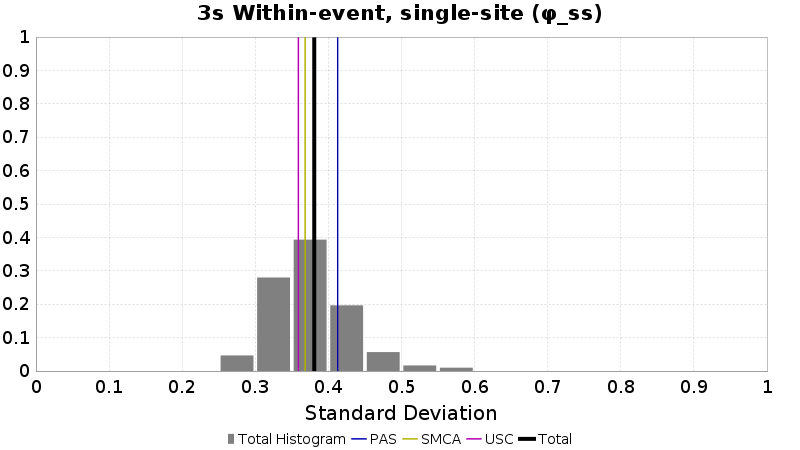 3s Within-event, single-site (φ_ss)
1
0.9
0.8
0.7
0.6
0.5
0.4
0.3
0.2
0.1
0
0 0.1 0.2 0.3 0.4 0.5 0.6 0.7 0.8 0.9 1
Standard Deviation
Total Histogram PAS SMCA USC Total